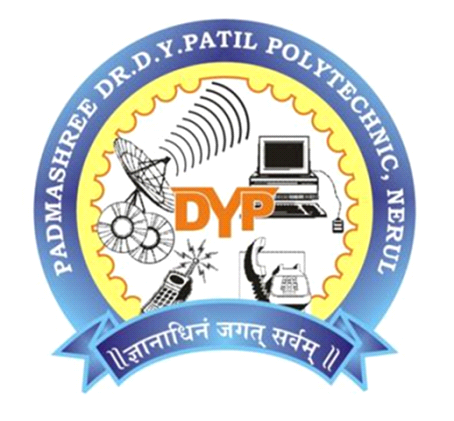 PADMASHREE DR.D.Y.PATIL POLYTECHNIC, NERUL
DYP
॥ज्ञानाधिनं जगत् सर्वम् ॥